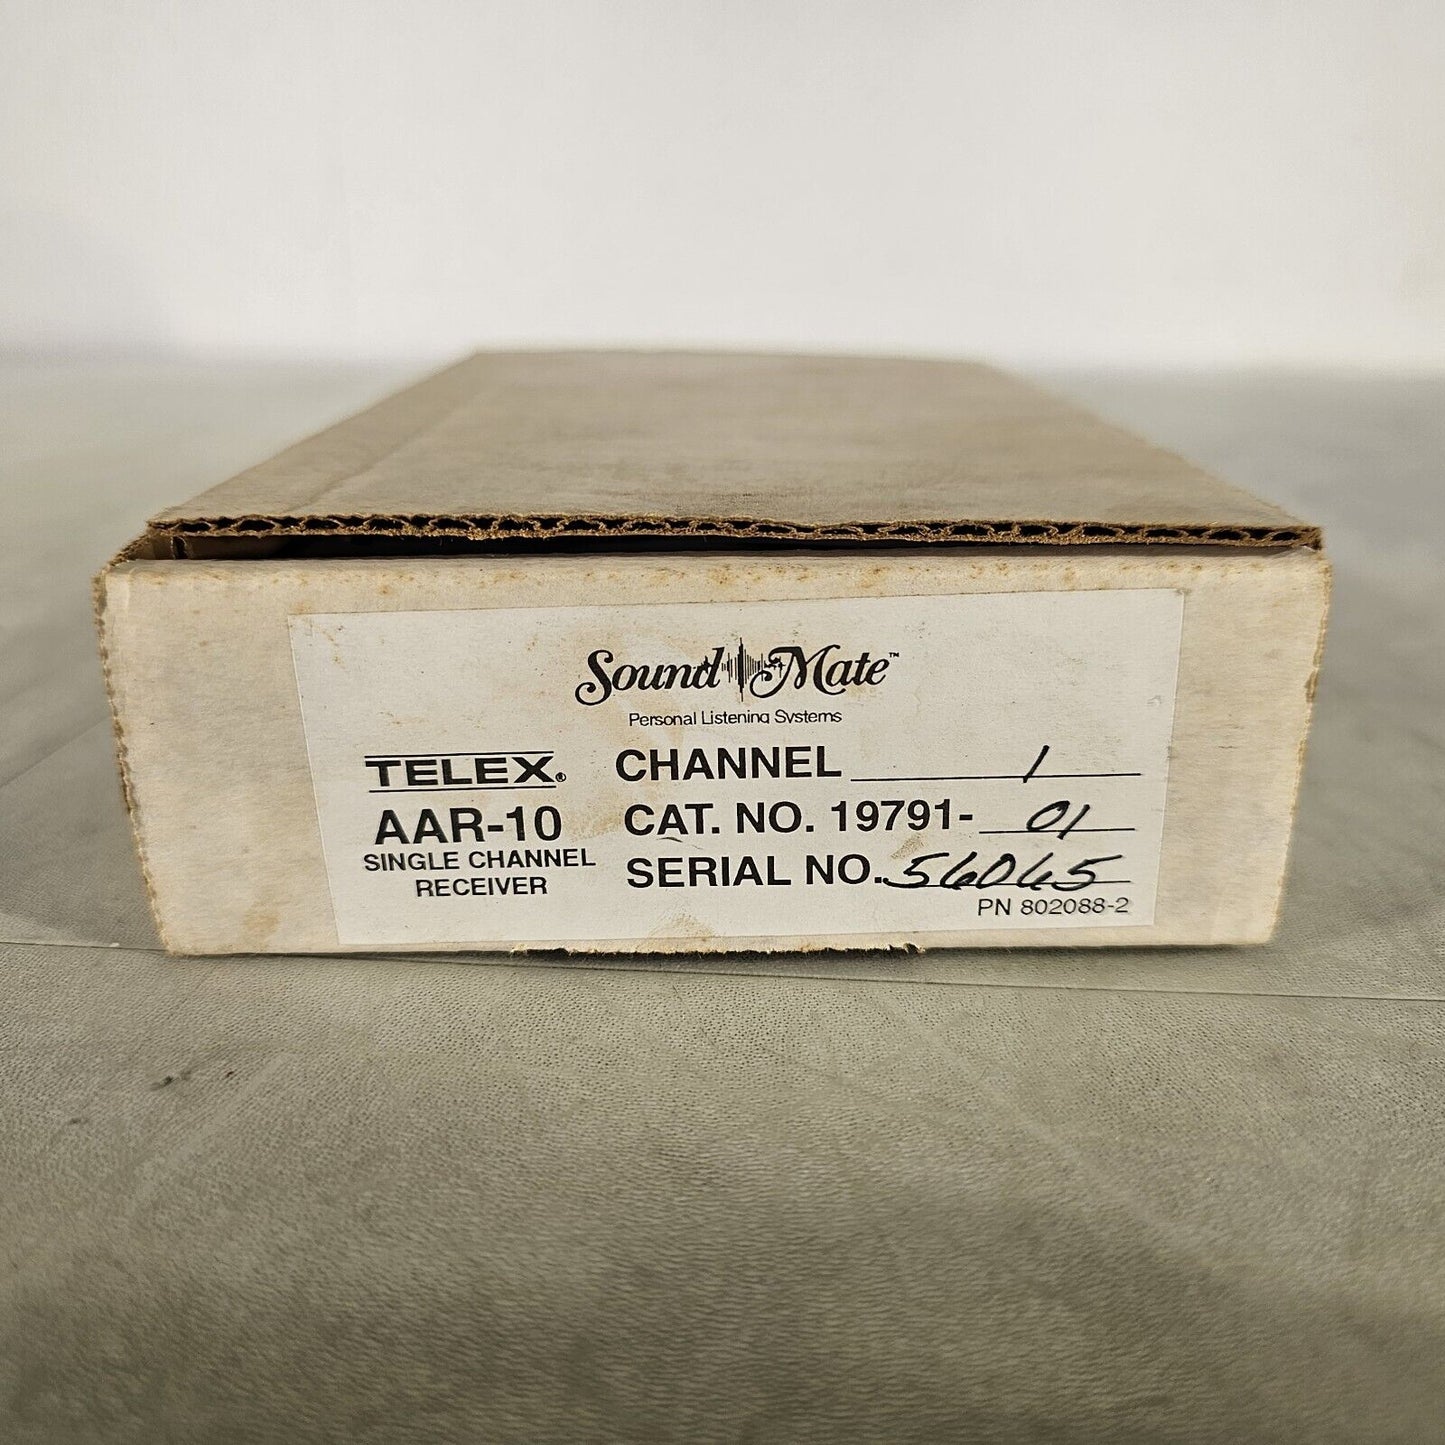 Sound Mate™
Personal Listening Systems
TELEX®
AAR-10
SINGLE CHANNEL
RECEIVER
CHANNEL 1
CAT. NO. 19791- 01
SERIAL NO. 56065
PN 802088-2